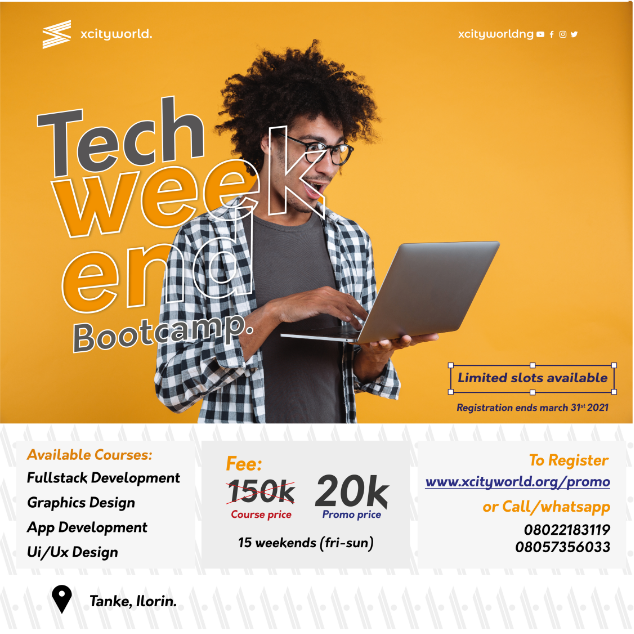 xcityworld.
xcityworldng
Tech
week
end
Bootcamp.
Limited slots available
Registration ends march 31st 2021
Available Courses:
Fullstack Development
Graphics Design
App Development
Ui/Ux Design
Fee:
150k
Course price
20k
Promo price
15 weekends (fri-sun)
To Register
www.xcityworld.org/promo
or Call/whatsapp
08022183119
08057356033
Tanke, Ilorin.